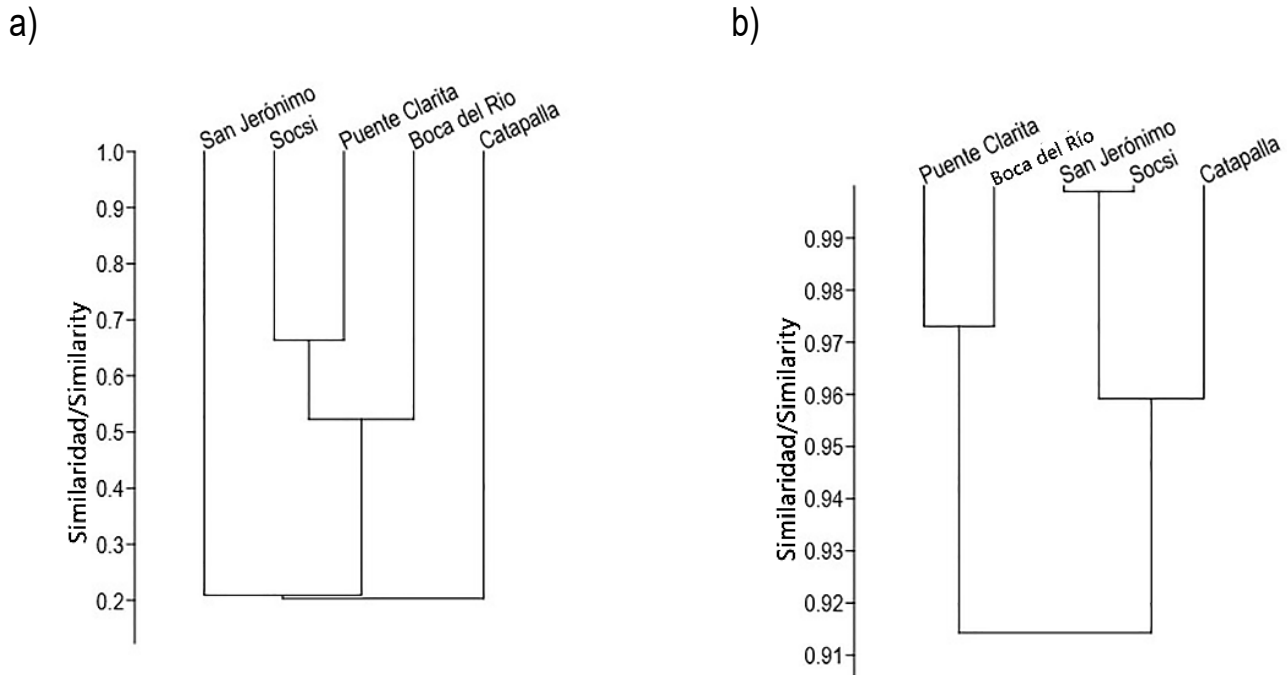 a)
San Jerónimo
Socsi
Puente Clarita
Boca del Rio
Catapalla
1.0
0.9
0.8
0.7
0.6
0.5
0.4
0.3
0.2
Similaridad/Similarity
b)
Puente Clarita
Boca del Río
San Jerónimo
Socsi
Catapalla
0.99
0.98
0.97
0.96
0.95
0.94
0.93
0.92
0.91
Similaridad/Similarity